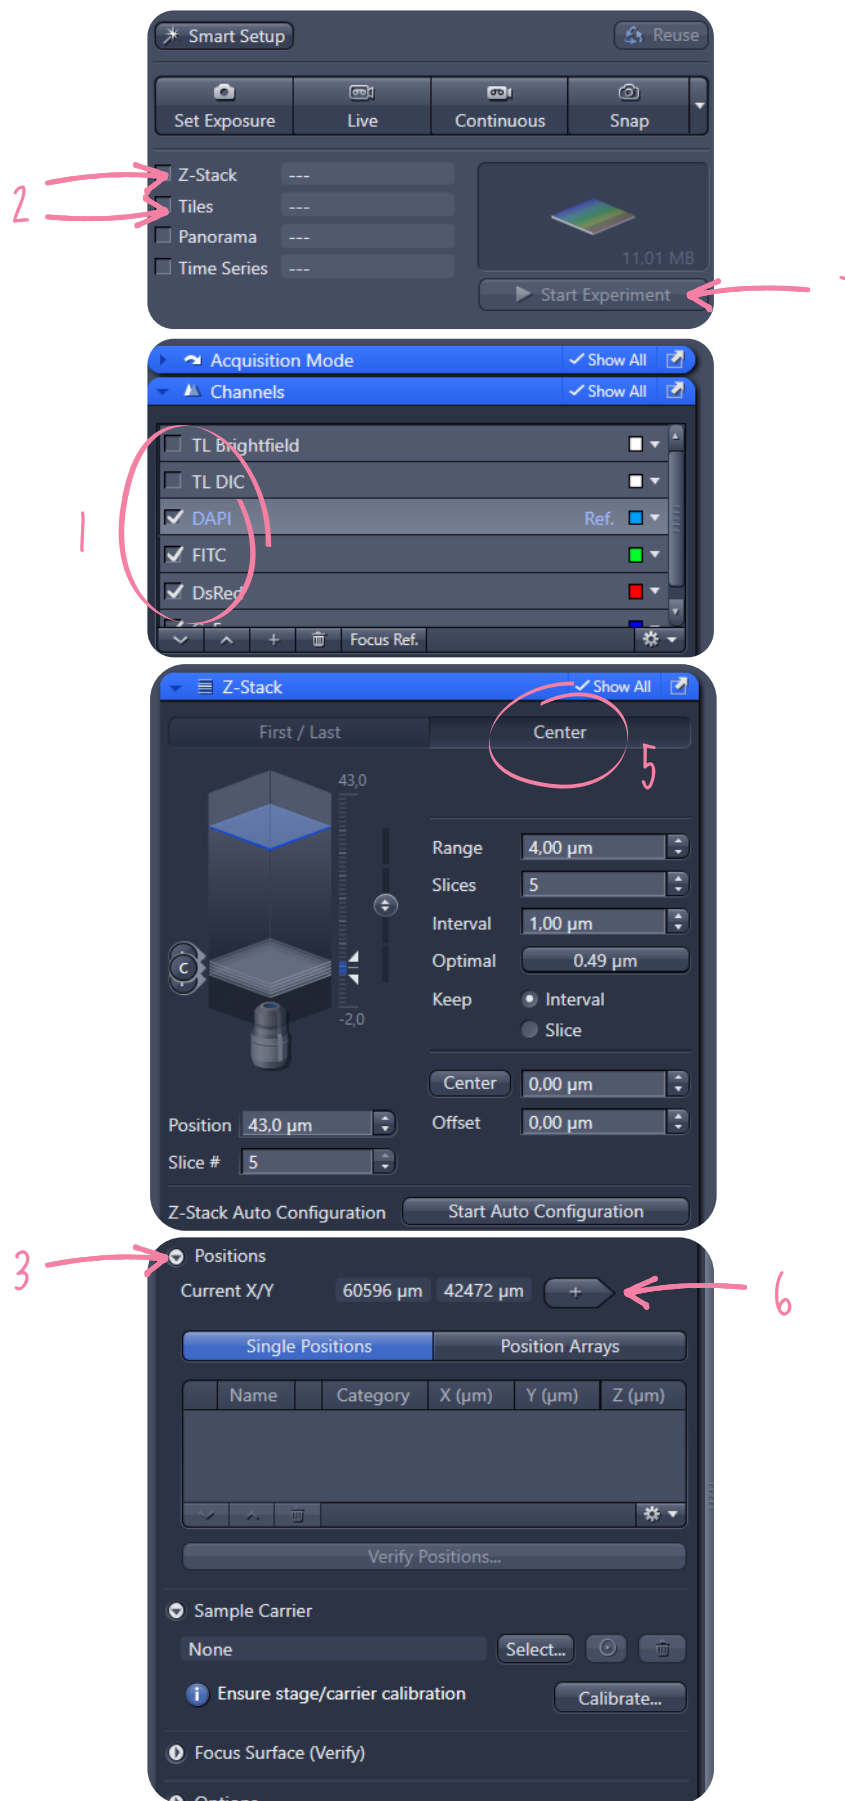 Smart Setup
Reuse
Set Exposure
Live
Continuous
Snap
2
Z-Stack ---
Tiles ---
Panorama ---
Time Series ---
11,01 MB
Start Experiment
Acquisition Mode
Show All
Channels
Show All
1
TL Brightfield
TL DIC
DAPI Ref.
FITC
DsRed
Focus Ref.
Z-Stack
Show All
First / Last
Center
5
43,0
-2,0
C
Range 4,00 µm
Slices 5
Interval 1,00 µm
Optimal 0.49 µm
Keep Interval
Slice
Center 0,00 µm
Offset 0,00 µm
Position 43,0 µm
Slice # 5
Z-Stack Auto Configuration Start Auto Configuration
3
Positions
Current X/Y 60596 µm 42472 µm +
6
Single Positions
Position Arrays
Name Category X (µm) Y (µm) Z (µm)
Verify Positions...
Sample Carrier
None
Select...
Ensure stage/carrier calibration
Calibrate...
Focus Surface (Verify)